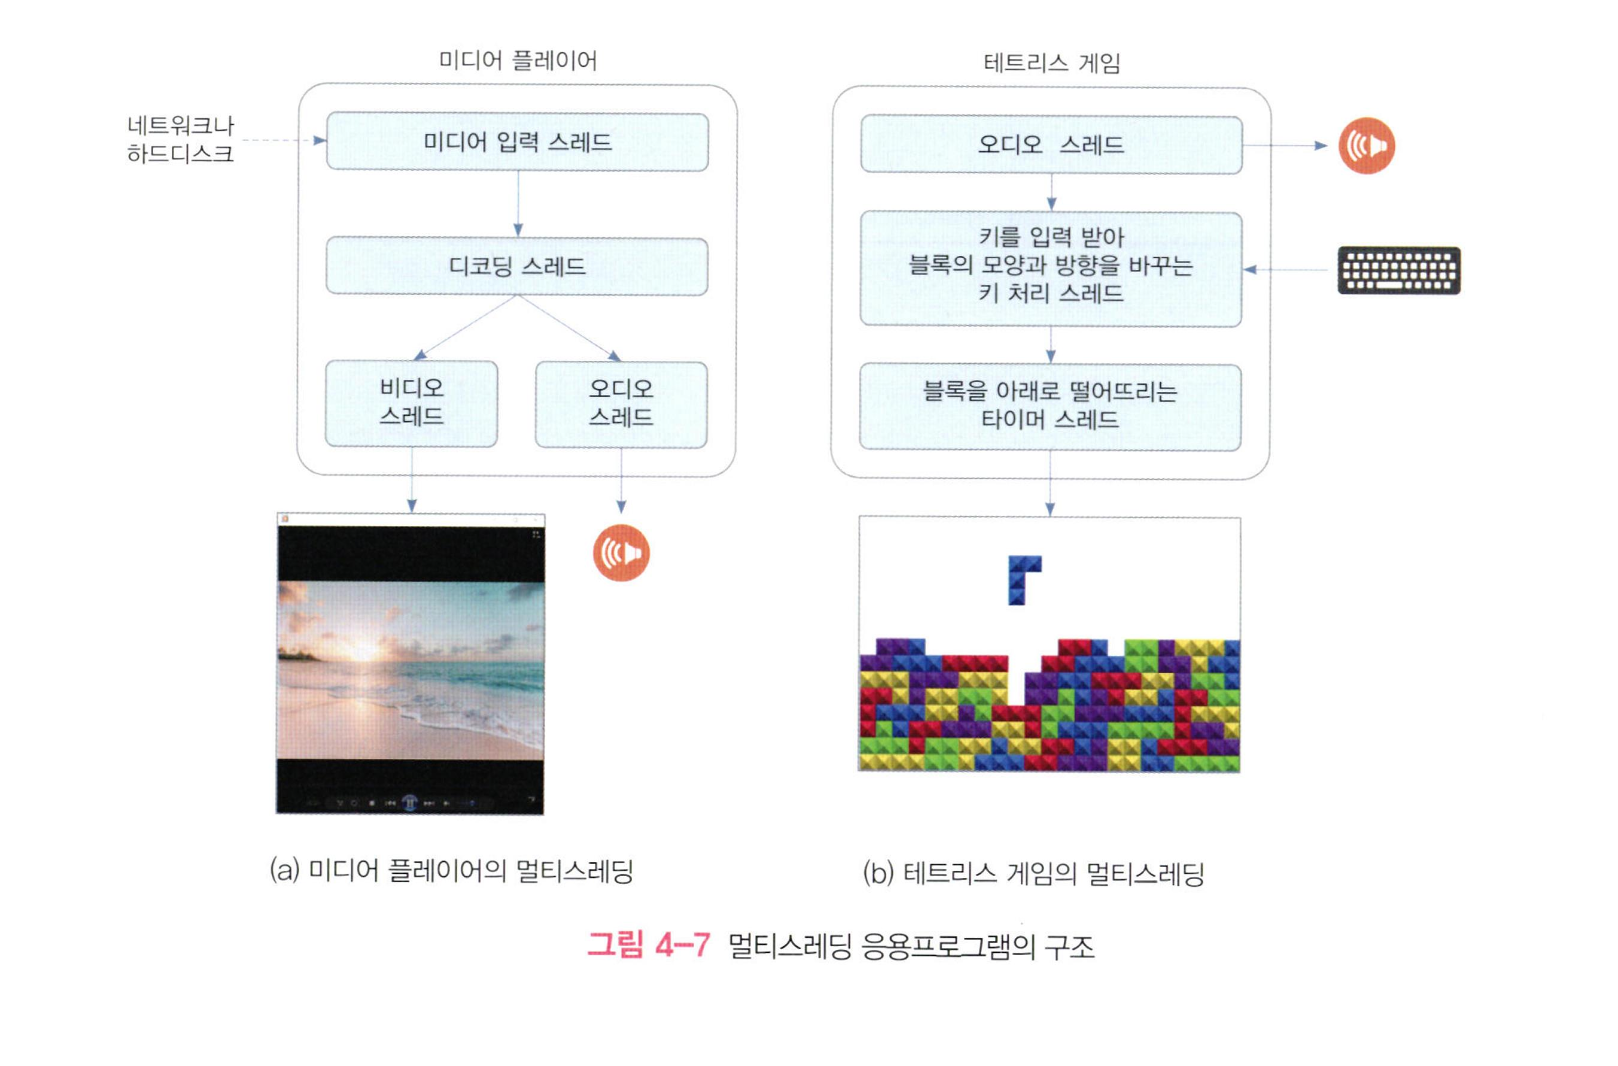 미디어 플레이어
네트워크나
하드디스크
미디어 입력 스레드
디코딩 스레드
비디오
스레드
오디오
스레드
(a) 미디어 플레이어의 멀티스레딩
테트리스 게임
오디오 스레드
키를 입력 받아
블록의 모양과 방향을 바꾸는
키 처리 스레드
블록을 아래로 떨어뜨리는
타이머 스레드
(b) 테트리스 게임의 멀티스레딩
그림 4-7 멀티스레딩 응용프로그램의 구조